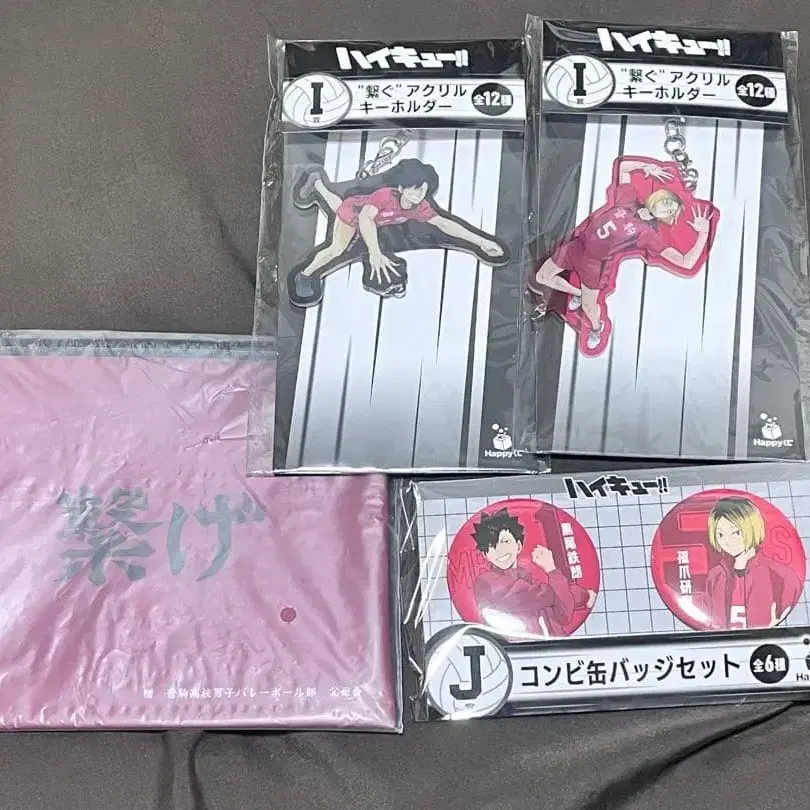 ハイキュー!!
I賞
"繋ぐ"アクリル
キーホルダー
全12種
Happyくじ
ハイキュー!!
I賞
"繋ぐ"アクリル
キーホルダー
全12種
5
Happyくじ
繋げ
贈 音駒高校男子バレーボール部 父母会
ハイキュー!!
黒尾鉄朗
孤爪研
5
J
コンビ缶バッジセット
全6種